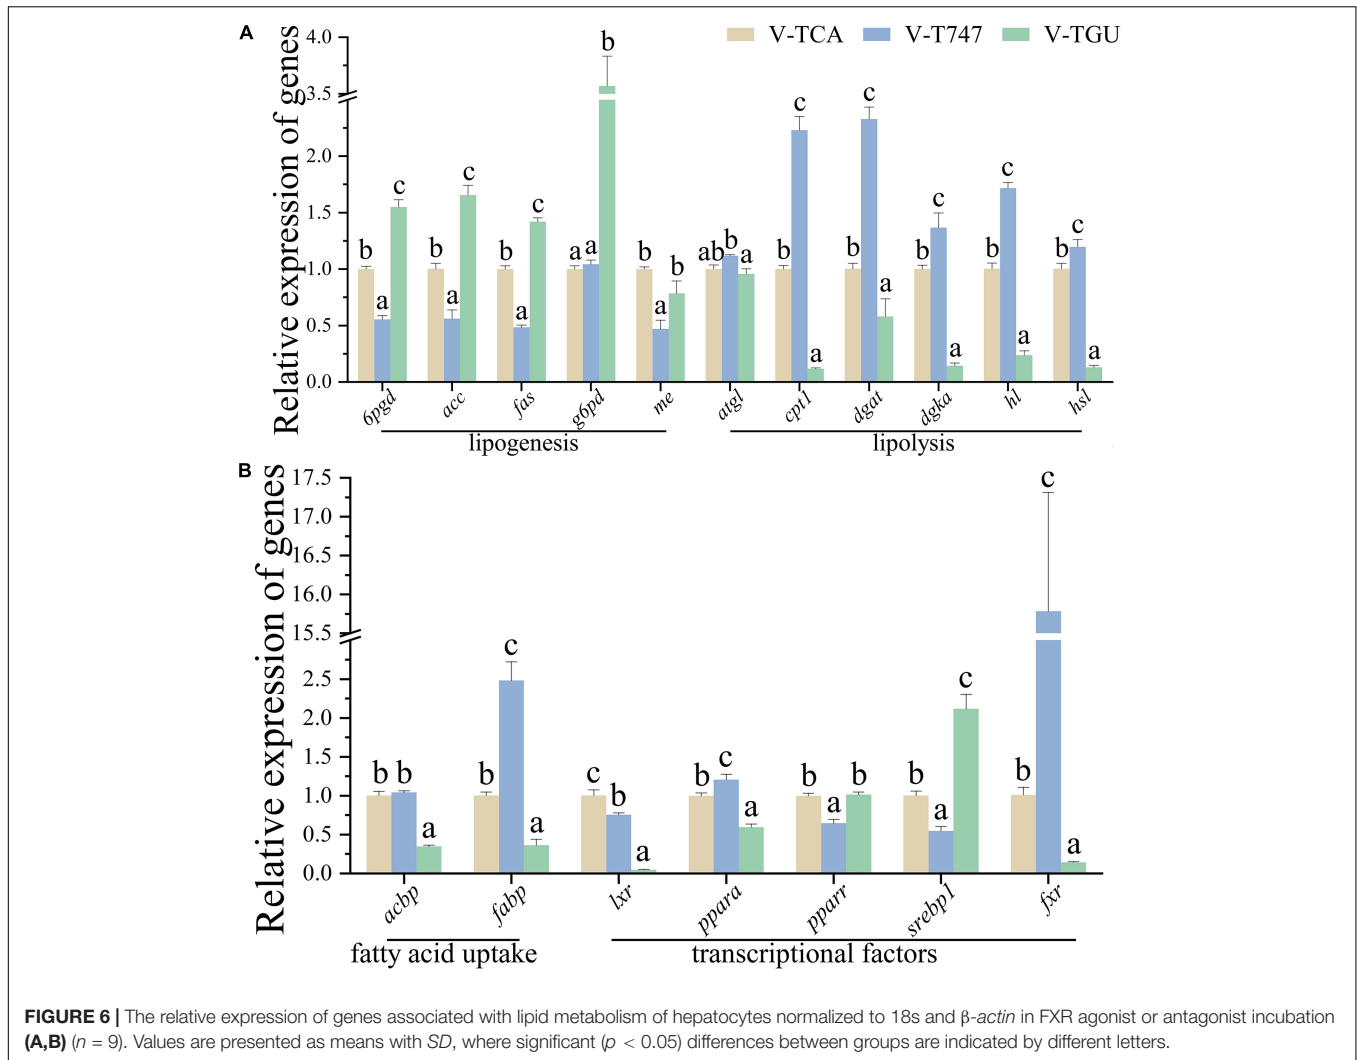 A
V-TCA V-T747 V-TGU
Relative expression of genes
4.0
3.5
2.0
1.5
1.0
0.5
0.0
b a c b a c b a c a a b b a b ab b a b c a b c a b c a b c a b c a
6pgd acc fas g6pd me atgl cpt1 dgat dgka hl hsl
lipogenesis lipolysis
B
Relative expression of genes
17.5
17.0
16.5
16.0
15.5
2.5
2.0
1.5
1.0
0.5
0.0
b b a b c a c b a b c a b a b b a c b c a
acbp fabp lxr ppara pparr srebp1 fxr
fatty acid uptake transcriptional factors
FIGURE 6 | The relative expression of genes associated with lipid metabolism of hepatocytes normalized to 18s and β-actin in FXR agonist or antagonist incubation
(A,B) (n = 9). Values are presented as means with SD, where significant (p < 0.05) differences between groups are indicated by different letters.